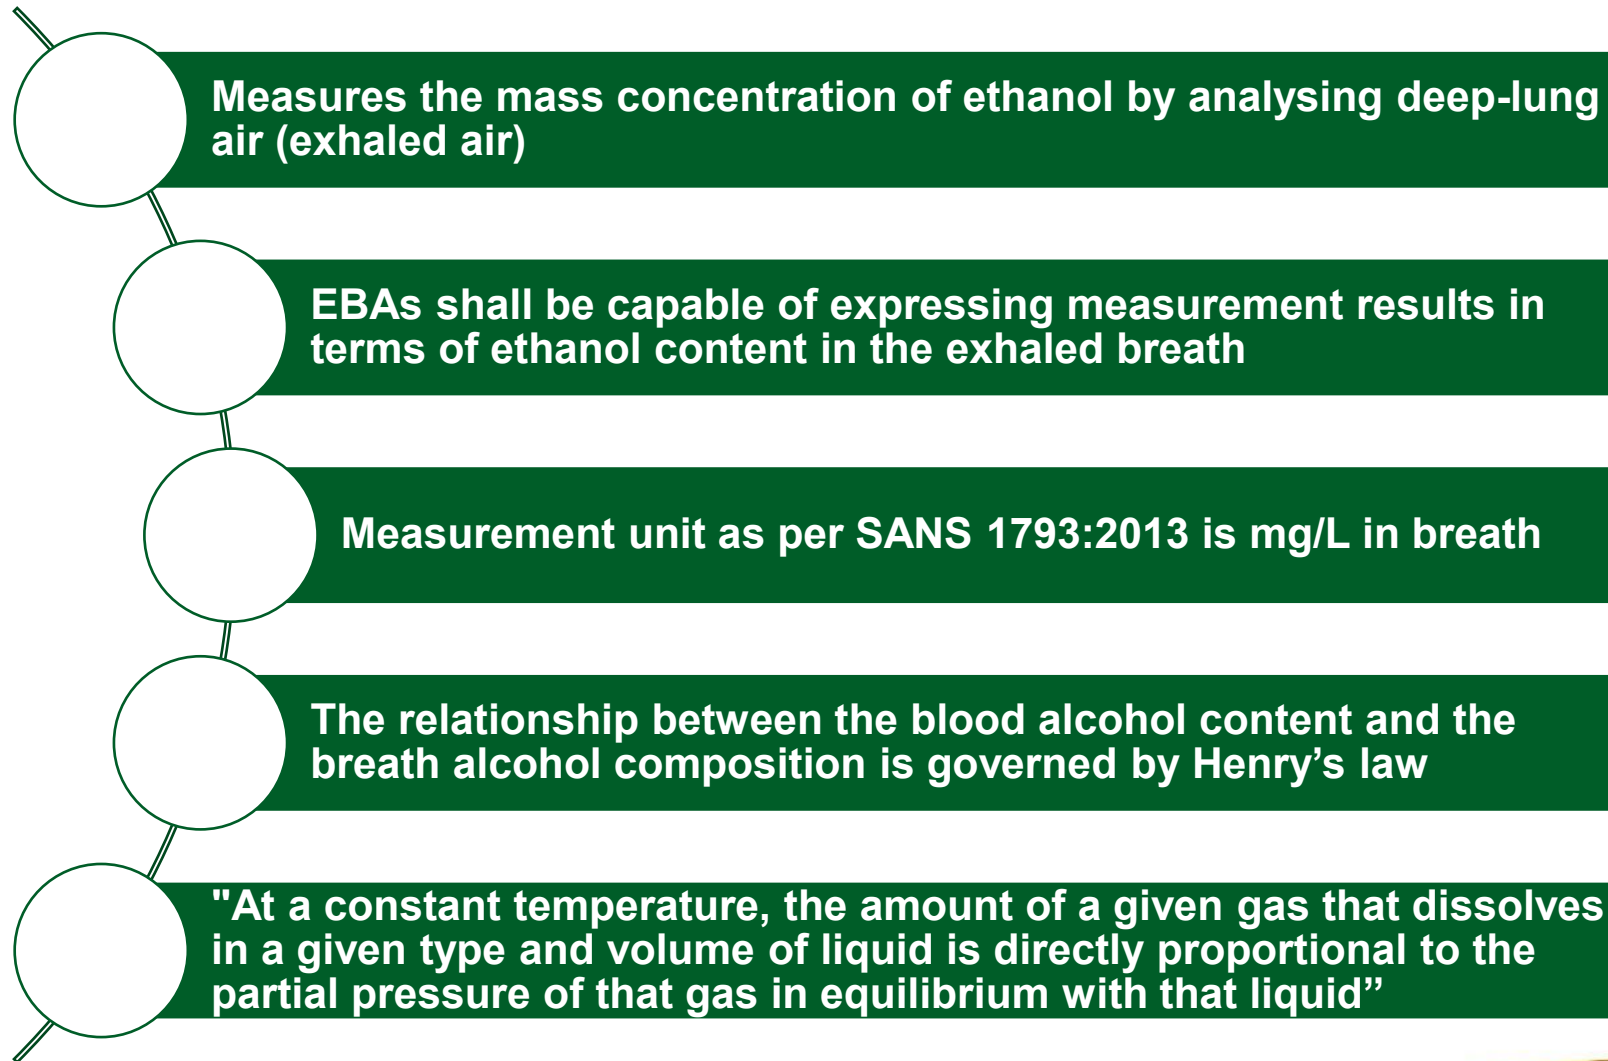 Measures the mass concentration of ethanol by analysing deep-lung
air (exhaled air)
EBAs shall be capable of expressing measurement results in
terms of ethanol content in the exhaled breath
Measurement unit as per SANS 1793:2013 is mg/L in breath
The relationship between the blood alcohol content and the
breath alcohol composition is governed by Henry’s law
"At a constant temperature, the amount of a given gas that dissolves
in a given type and volume of liquid is directly proportional to the
partial pressure of that gas in equilibrium with that liquid”